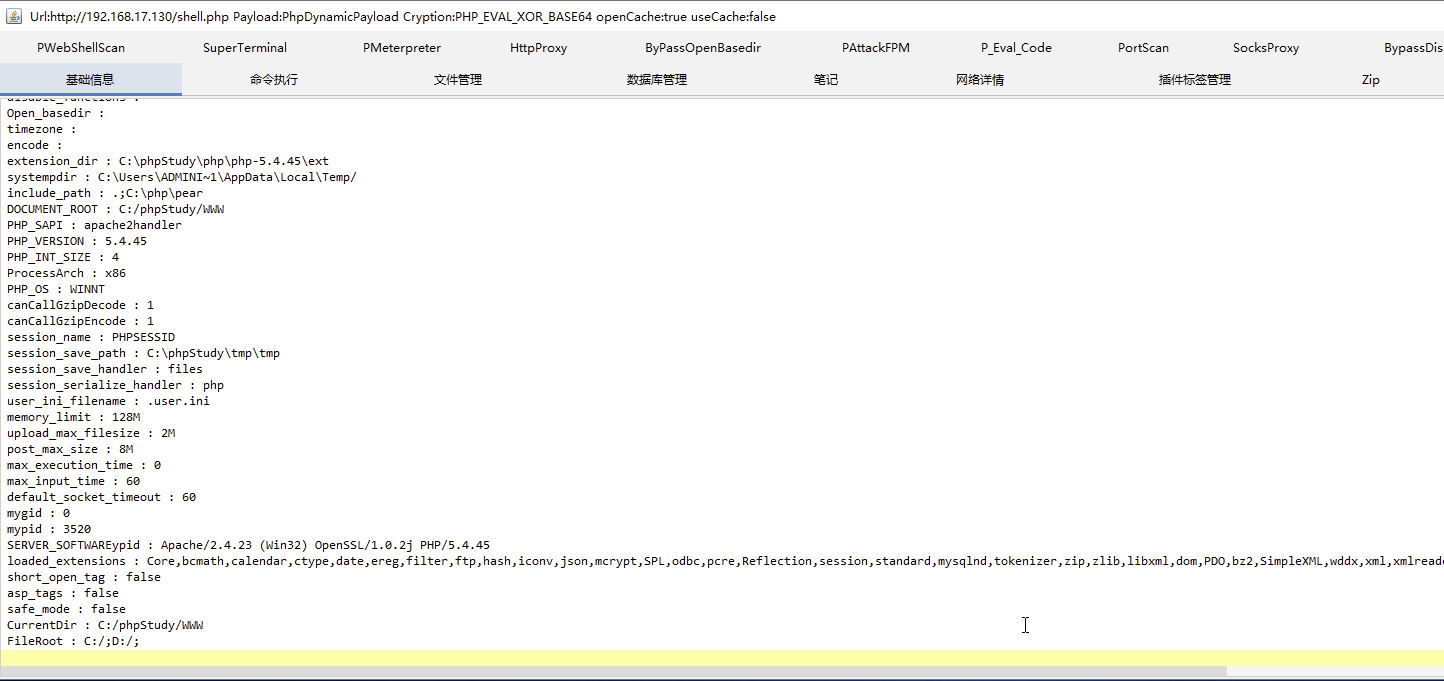 Url:http://192.168.17.130/shell.php Payload:PhpDynamicPayload Cryption:PHP_EVAL_XOR_BASE64 openCache:true useCache:false
PWebShellScan SuperTerminal PMeterpreter HttpProxy ByPassOpenBasedir PAttackFPM P_Eval_Code PortScan SocksProxy BypassDis
基础信息 命令执行 文件管理 数据库管理 笔记 网络详情 插件标签管理 Zip
disable_functions :
Open_basedir :
timezone :
encode :
extension_dir : C:\phpStudy\php\php-5.4.45\ext
systempdir : C:\Users\ADMINI~1\AppData\Local\Temp/
include_path : .;C:\php\pear
DOCUMENT_ROOT : C:/phpStudy/WWW
PHP_SAPI : apache2handler
PHP_VERSION : 5.4.45
PHP_INT_SIZE : 4
ProcessArch : x86
PHP_OS : WINNT
canCallGzipDecode : 1
canCallGzipEncode : 1
session_name : PHPSESSID
session_save_path : C:\phpStudy\tmp\tmp
session_save_handler : files
session_serialize_handler : php
user_ini_filename : .user.ini
memory_limit : 128M
upload_max_filesize : 2M
post_max_size : 8M
max_execution_time : 0
max_input_time : 60
default_socket_timeout : 60
mygid : 0
mypid : 3520
SERVER_SOFTWAREypid : Apache/2.4.23 (Win32) OpenSSL/1.0.2j PHP/5.4.45
loaded_extensions : Core,bcmath,calendar,ctype,date,ereg,filter,ftp,hash,iconv,json,mcrypt,SPL,odbc,pcre,Reflection,session,standard,mysqlnd,tokenizer,zip,zlib,libxml,dom,PDO,bz2,SimpleXML,wddx,xml,xmlreade
short_open_tag : false
asp_tags : false
safe_mode : false
CurrentDir : C:/phpStudy/WWW
FileRoot : C:/;D:/;